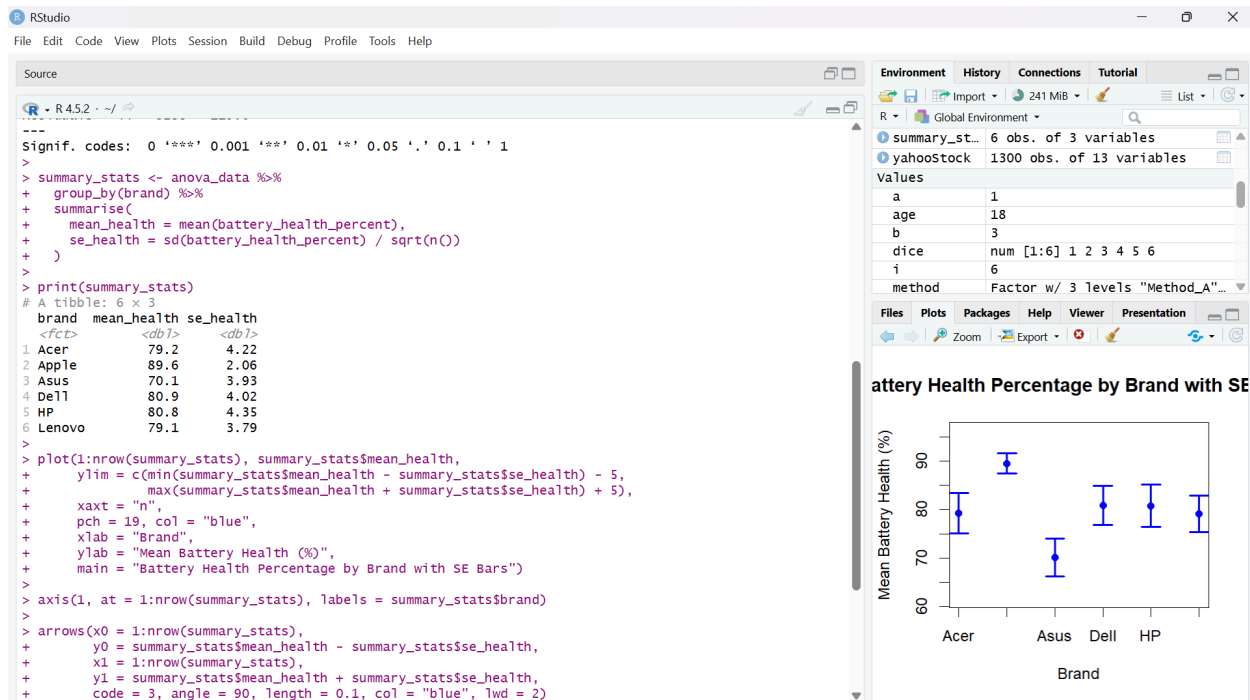 RStudio
File Edit Code View Plots Session Build Debug Profile Tools Help
Source
R 4.5.2 · ~/
---
Signif. codes:  0 ‘***’ 0.001 ‘**’ 0.01 ‘*’ 0.05 ‘.’ 0.1 ‘ ’ 1
>
> summary_stats <- anova_data %>%
+   group_by(brand) %>%
+   summarise(
+     mean_health = mean(battery_health_percent),
+     se_health = sd(battery_health_percent) / sqrt(n())
+   )
>
> print(summary_stats)
# A tibble: 6 × 3
  brand  mean_health se_health
  <fct>        <dbl>     <dbl>
1 Acer          79.2      4.22
2 Apple         89.6      2.06
3 Asus          70.1      3.93
4 Dell          80.9      4.02
5 HP            80.8      4.35
6 Lenovo        79.1      3.79
>
> plot(1:nrow(summary_stats), summary_stats$mean_health,
+      ylim = c(min(summary_stats$mean_health - summary_stats$se_health) - 5,
+               max(summary_stats$mean_health + summary_stats$se_health) + 5),
+      xaxt = "n",
+      pch = 19, col = "blue",
+      xlab = "Brand",
+      ylab = "Mean Battery Health (%)",
+      main = "Battery Health Percentage by Brand with SE Bars")
>
> axis(1, at = 1:nrow(summary_stats), labels = summary_stats$brand)
>
> arrows(x0 = 1:nrow(summary_stats),
+        y0 = summary_stats$mean_health - summary_stats$se_health,
+        x1 = 1:nrow(summary_stats),
+        y1 = summary_stats$mean_health + summary_stats$se_health,
+        code = 3, angle = 90, length = 0.1, col = "blue", lwd = 2)
Environment History Connections Tutorial
Import 241 MiB List
R Global Environment
summary_st… 6 obs. of 3 variables
yahooStock 1300 obs. of 13 variables
Values
a 1
age 18
b 3
dice num [1:6] 1 2 3 4 5 6
i 6
method Factor w/ 3 levels "Method_A"…
Files Plots Packages Help Viewer Presentation
Zoom Export
attery Health Percentage by Brand with SE
Mean Battery Health (%)
90
80
70
60
Acer Asus Dell HP
Brand